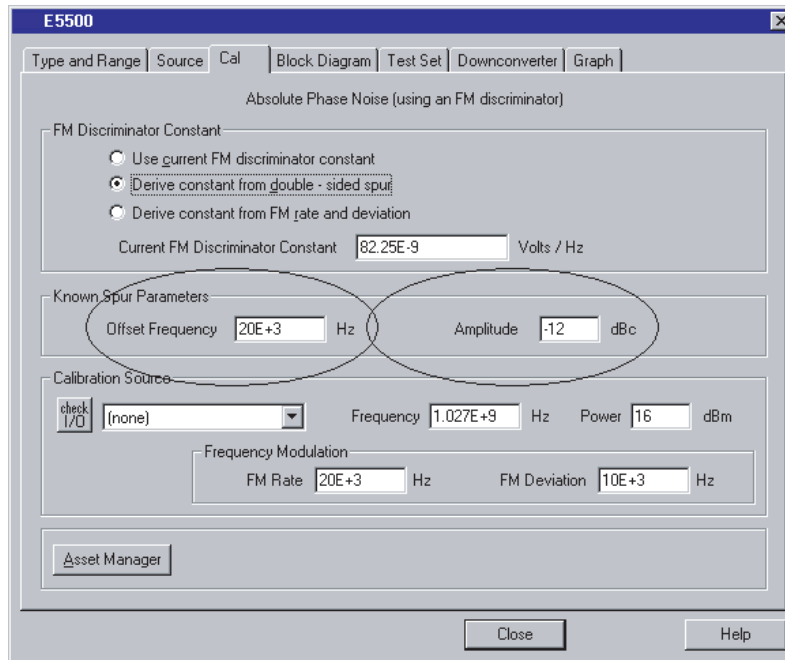 E5500
Type and Range Source Cal Block Diagram Test Set Downconverter Graph
Absolute Phase Noise (using an FM discriminator)
FM Discriminator Constant
Use current FM discriminator constant
Derive constant from double - sided spur
Derive constant from FM rate and deviation
Current FM Discriminator Constant 82.25E-9 Volts / Hz
Known Spur Parameters
Offset Frequency 20E+3 Hz Amplitude -12 dBc
Calibration Source
check I/O (none) Frequency 1.027E+9 Hz Power 16 dBm
Frequency Modulation
FM Rate 20E+3 Hz FM Deviation 10E+3 Hz
Asset Manager
Close Help